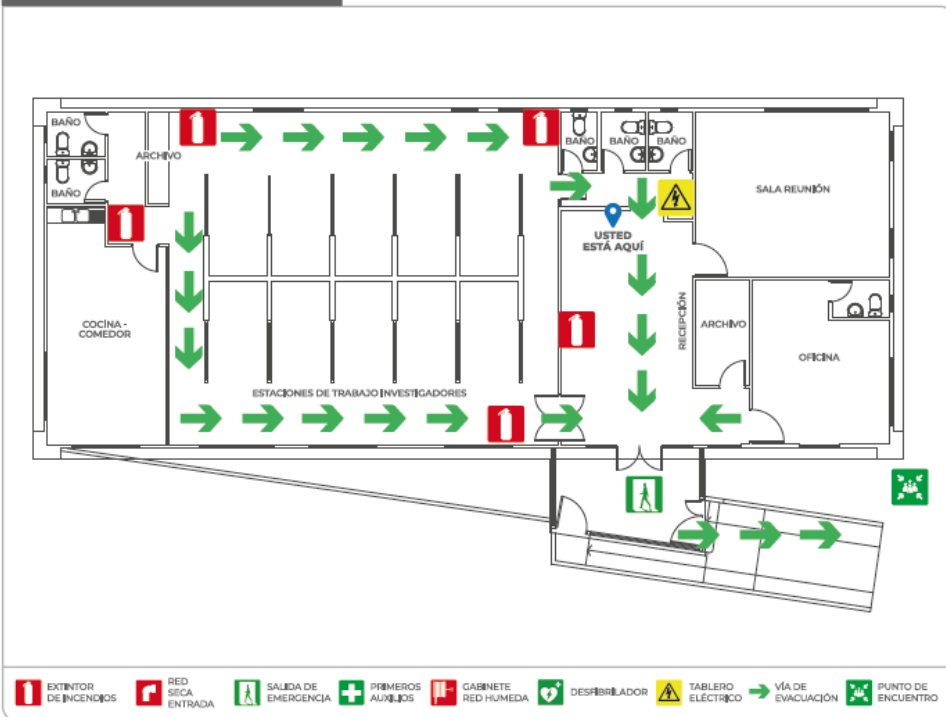 BAÑO
BAÑO
ARCHIVO
BAÑO
BAÑO
BAÑO
SALA REUNIÓN
USTED
ESTÁ AQUÍ
COCINA -
COMEDOR
RECEPCIÓN
ARCHIVO
OFICINA
ESTACIONES DE TRABAJO INVESTIGADORES
EXTINTOR
DE INCENDIOS
RED
SECA
ENTRADA
SALIDA DE
EMERGENCIA
PRIMEROS
AUXILIOS
GABINETE
RED HUMEDA
DESFIBRILADOR
TABLERO
ELÉCTRICO
VÍA DE
EVACUACIÓN
PUNTO DE
ENCUENTRO